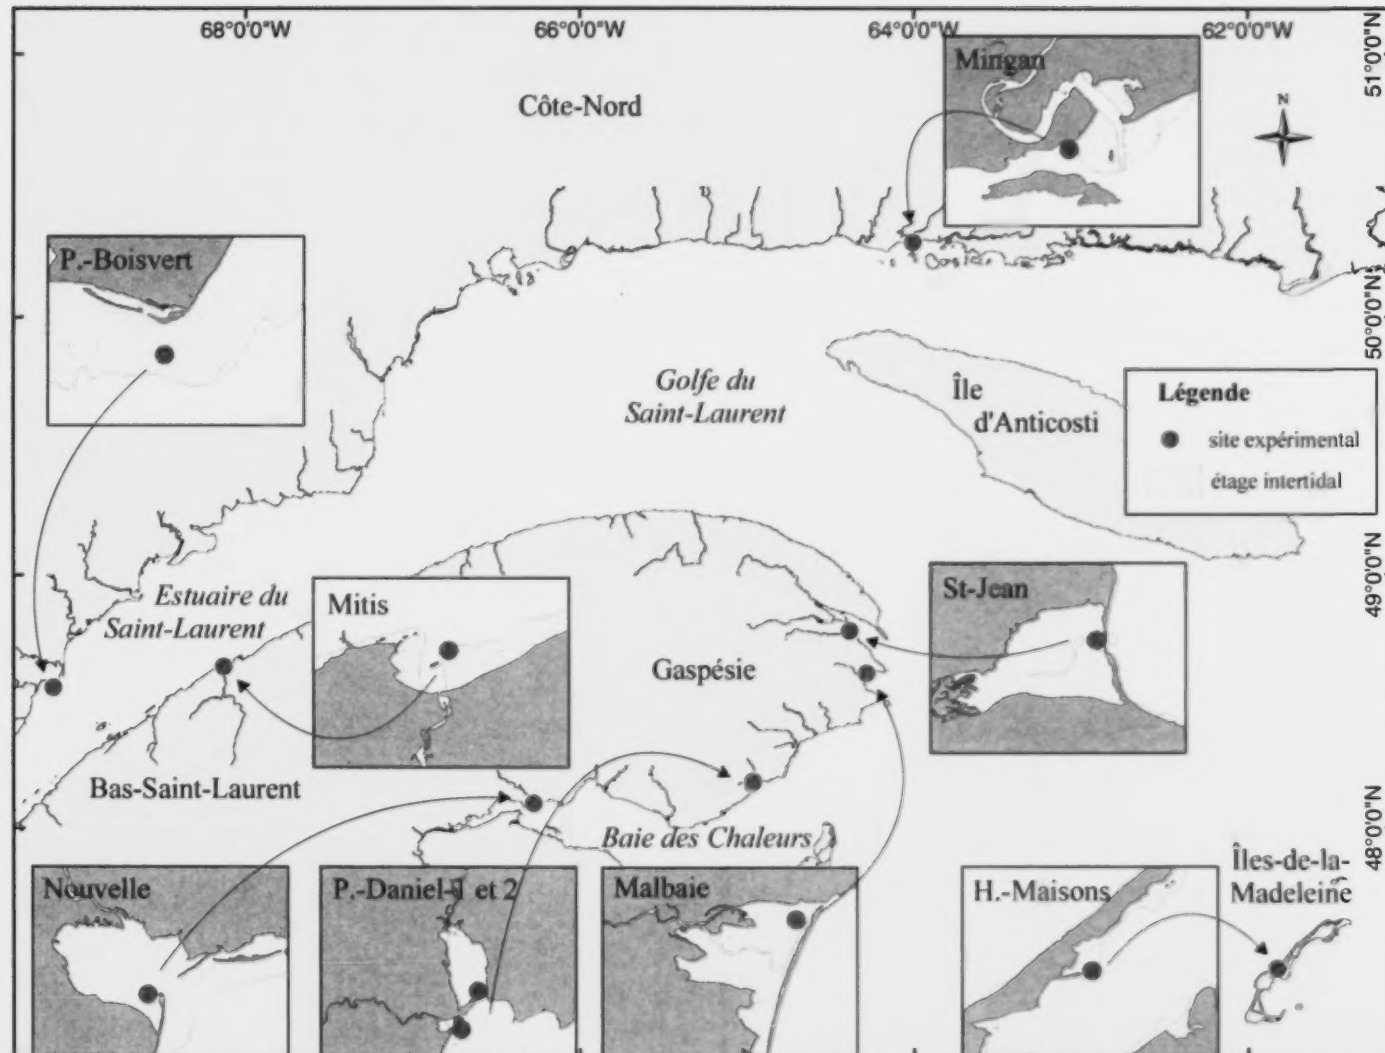 68°0'0"W
66°0'0"W
64°0'0"W
62°0'0"W
51°0'0"N
Mingan
N
Côte-Nord
P.-Boisvert
50°0'0"N
Golfe du
Saint-Laurent
Île
d'Anticosti
Légende
site expérimental
étage intertidal
49°0'0"N
Estuaire du
Saint-Laurent
Mitis
St-Jean
Gaspésie
Bas-Saint-Laurent
48°0'0"N
Baie des Chaleurs
Nouvelle
P.-Daniel-1 et 2
Malbaie
H.-Maisons
Îles-de-la-
Madeleine